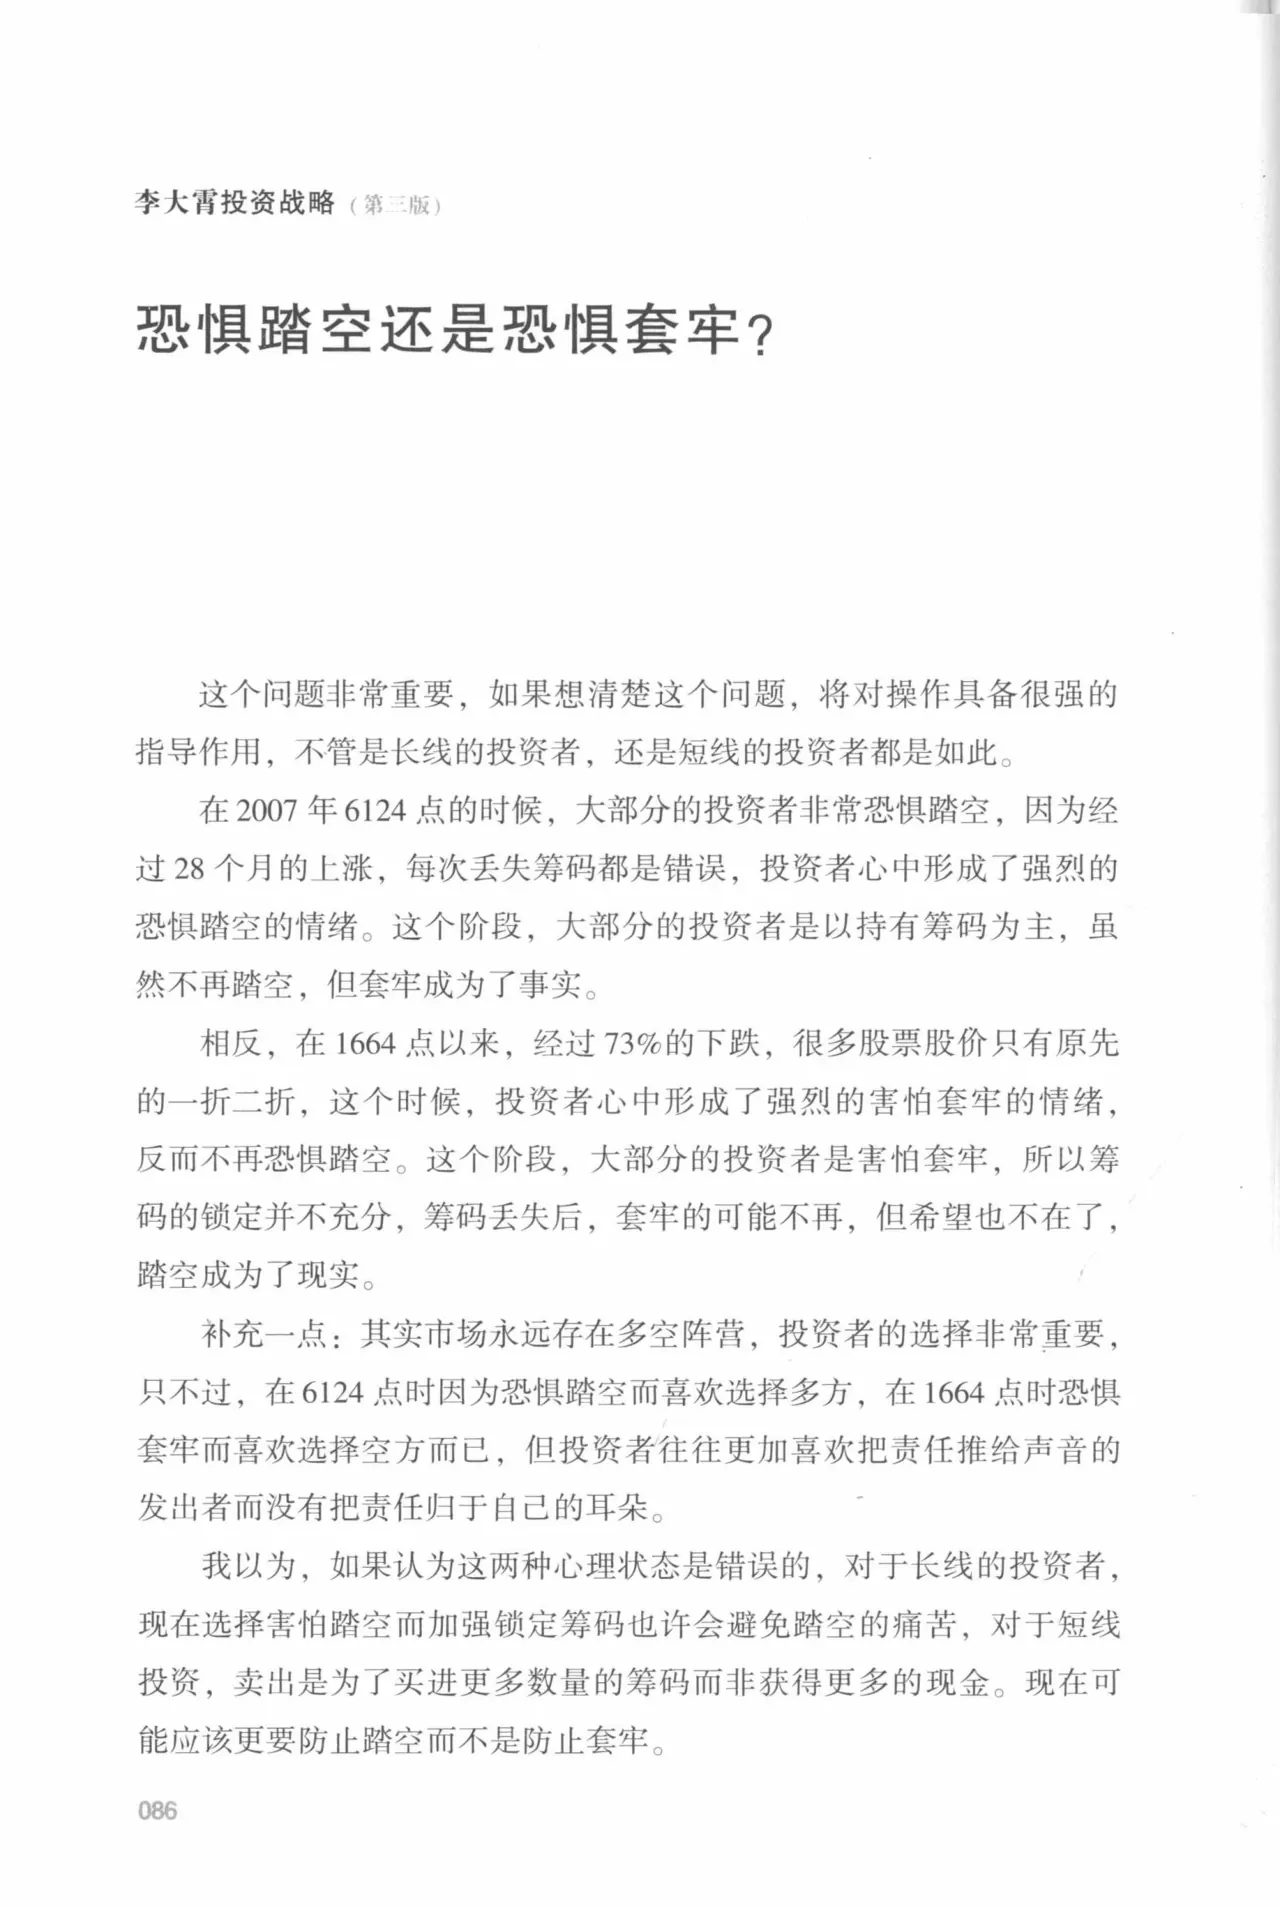 李大霄投资战略（第三版）
恐惧踏空还是恐惧套牢？
这个问题非常重要，如果想清楚这个问题，将对操作具备很强的
指导作用，不管是长线的投资者，还是短线的投资者都是如此。
在 2007 年 6124 点的时候，大部分的投资者非常恐惧踏空，因为经
过 28 个月的上涨，每次丢失筹码都是错误，投资者心中形成了强烈的
恐惧踏空的情绪。这个阶段，大部分的投资者是以持有筹码为主，虽
然不再踏空，但套牢成为了事实。
相反，在 1664 点以来，经过 73%的下跌，很多股票股价只有原先
的一折二折，这个时候，投资者心中形成了强烈的害怕套牢的情绪，
反而不再恐惧踏空。这个阶段，大部分的投资者是害怕套牢，所以筹
码的锁定并不充分，筹码丢失后，套牢的可能不再，但希望也不在了，
踏空成为了现实。
补充一点：其实市场永远存在多空阵营，投资者的选择非常重要，
只不过，在 6124 点时因为恐惧踏空而喜欢选择多方，在 1664 点时恐惧
套牢而喜欢选择空方而已，但投资者往往更加喜欢把责任推给声音的
发出者而没有把责任归于自己的耳朵。
我以为，如果认为这两种心理状态是错误的，对于长线的投资者，
现在选择害怕踏空而加强锁定筹码也许会避免踏空的痛苦，对于短线
投资，卖出是为了买进更多数量的筹码而非获得更多的现金。现在可
能应该更要防止踏空而不是防止套牢。
086